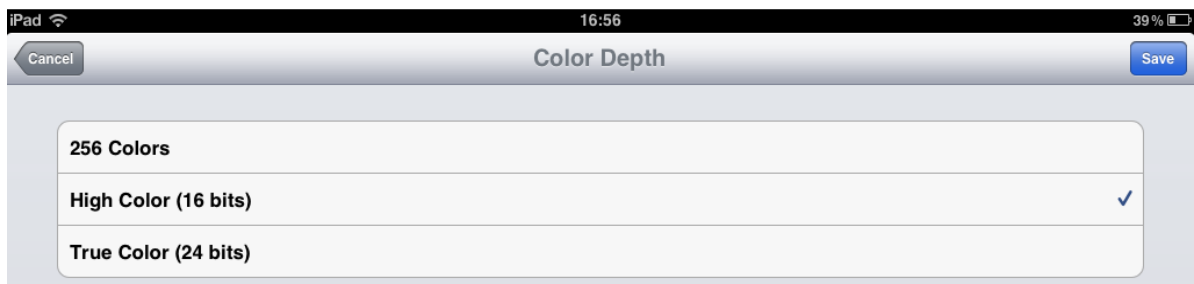 iPad 16:56 39%
Cancel Color Depth Save
256 Colors
High Color (16 bits)
True Color (24 bits)